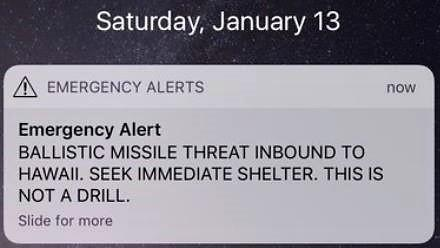 Saturday, January 13
EMERGENCY ALERTS now
Emergency Alert
BALLISTIC MISSILE THREAT INBOUND TO
HAWAII. SEEK IMMEDIATE SHELTER. THIS IS
NOT A DRILL.
Slide for more